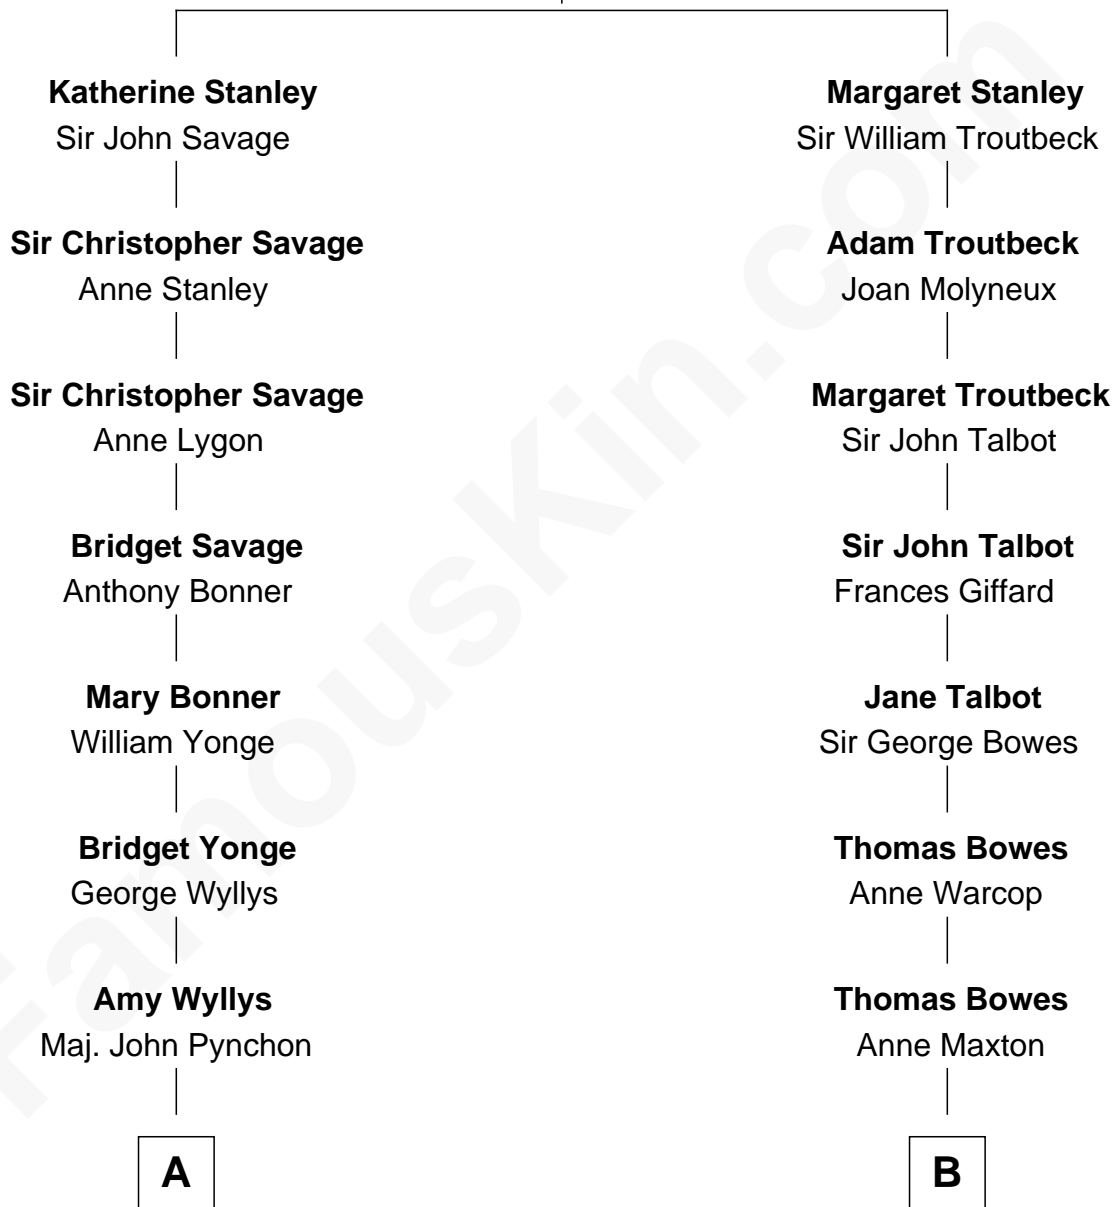 Katherine Stanley
Sir John Savage
Sir Christopher Savage
Anne Stanley
Sir Christopher Savage
Anne Lygon
Bridget Savage
Anthony Bonner
Mary Bonner
William Yonge
Bridget Yonge
George Wyllys
Amy Wyllys
Maj. John Pynchon
A
Margaret Stanley
Sir William Troutbeck
Adam Troutbeck
Joan Molyneux
Margaret Troutbeck
Sir John Talbot
Sir John Talbot
Frances Giffard
Jane Talbot
Sir George Bowes
Thomas Bowes
Anne Warcop
Thomas Bowes
Anne Maxton
B
FamousKin.com